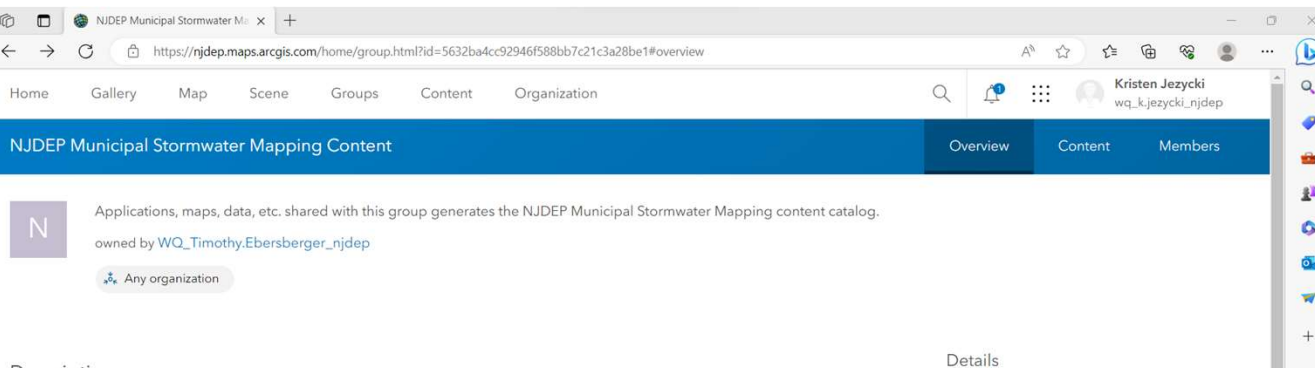 NJDEP Municipal Stormwater Ma
https://njdep.maps.arcgis.com/home/group.html?id=5632ba4cc92946f588bb7c21c3a28be1#overview
Home Gallery Map Scene Groups Content Organization
1
Kristen Jezycki
wq_k.jezycki_njdep
NJDEP Municipal Stormwater Mapping Content
Overview Content Members
N
Applications, maps, data, etc. shared with this group generates the NJDEP Municipal Stormwater Mapping content catalog.
owned by WQ_Timothy.Ebersberger_njdep
Any organization
Details